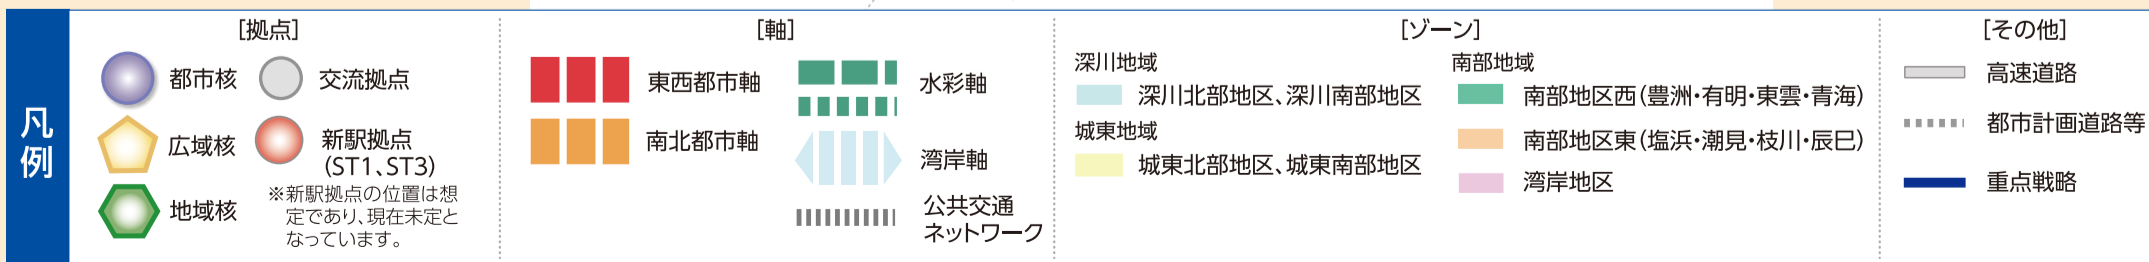 凡例
[拠点]
都市核
交流拠点
広域核
新駅拠点
(ST1、ST3)
地域核
※新駅拠点の位置は想
定であり、現在未定と
なっています。
[軸]
東西都市軸
南北都市軸
水彩軸
湾岸軸
公共交通
ネットワーク
[ゾーン]
深川地域
深川北部地区、深川南部地区
城東地域
城東北部地区、城東南部地区
南部地域
南部地区西(豊洲・有明・東雲・青海)
南部地区東(塩浜・潮見・枝川・辰巳)
湾岸地区
[その他]
高速道路
都市計画道路等
重点戦略